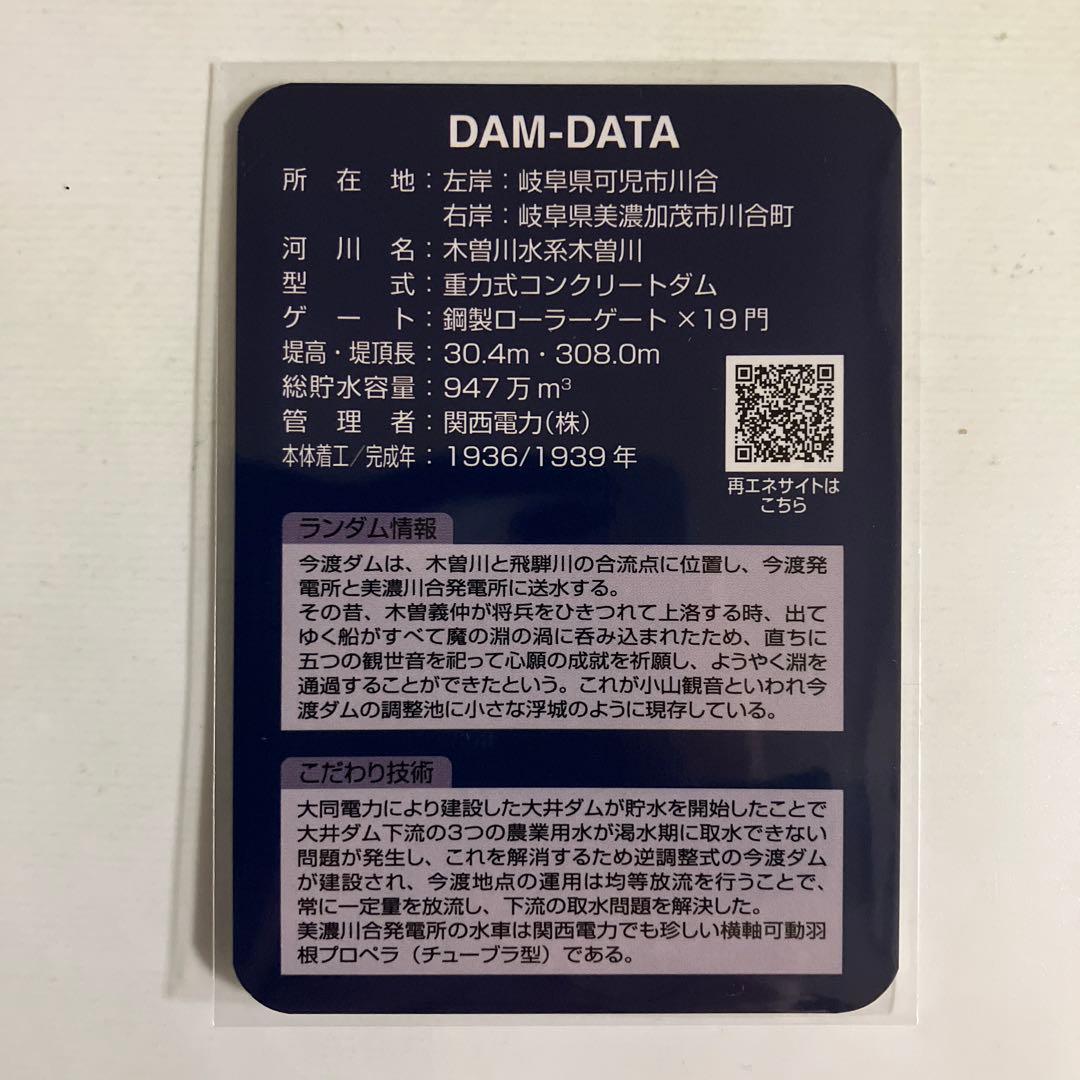 DAM-DATA
所在地：左岸：岐阜県可児市川合
右岸：岐阜県美濃加茂市川合町
河川名：木曽川水系木曽川
型式：重力式コンクリートダム
ゲート：鋼製ローラーゲート×19門
堤高・堤頂長：30.4m・308.0m
総貯水容量：947万m³
管理者：関西電力(株)
本体着工/完成年：1936/1939年
再エネサイトは
こちら
ランダム情報
今渡ダムは、木曽川と飛騨川の合流点に位置し、今渡発
電所と美濃川合発電所に送水する。
その昔、木曽義仲が将兵をひきつれて上洛する時、出て
ゆく船がすべて魔の淵の渦に呑み込まれたため、直ちに
五つの観世音を祀って心願の成就を祈願し、ようやく淵を
通過することができたという。これが小山観音といわれ今
渡ダムの調整池に小さな浮城のように現存している。
こだわり技術
大同電力により建設した大井ダムが貯水を開始したことで
大井ダム下流の3つの農業用水が渇水期に取水できない
問題が発生し、これを解消するため逆調整式の今渡ダム
が建設され、今渡地点の運用は均等放流を行うことで、
常に一定量を放流し、下流の取水問題を解決した。
美濃川合発電所の水車は関西電力でも珍しい横軸可動羽
根プロペラ（チューブラ型）である。